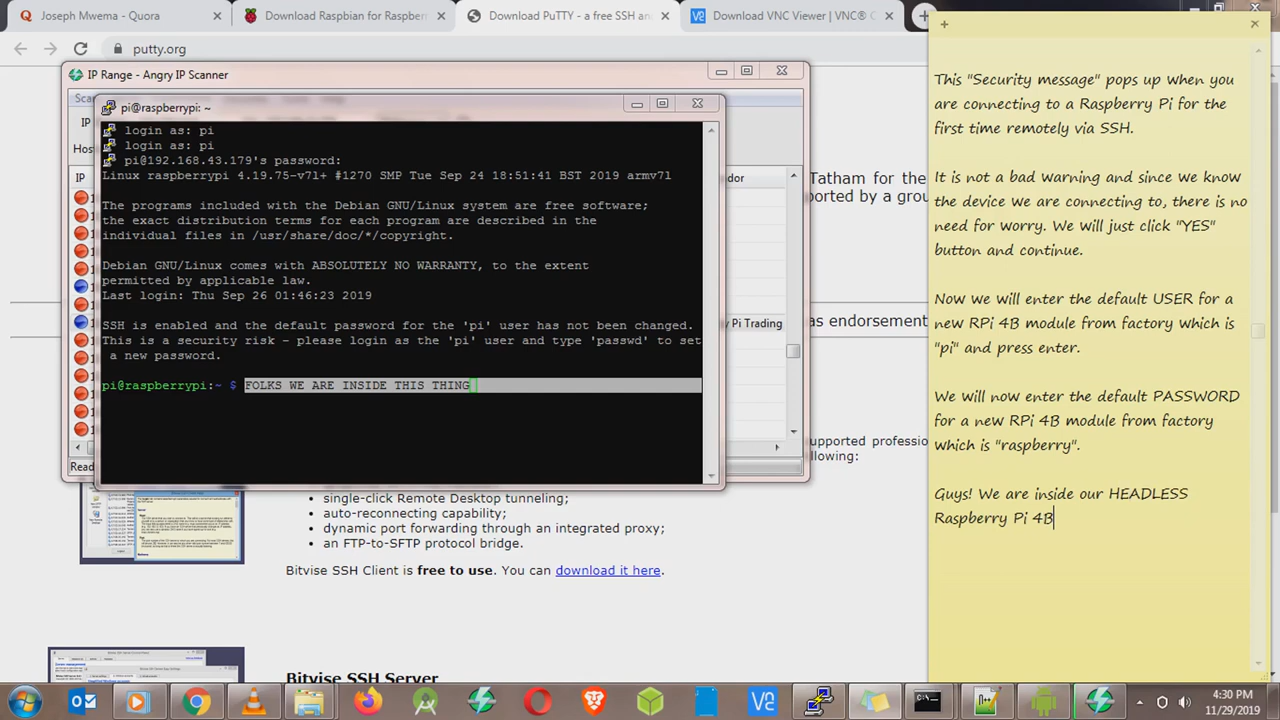 Joseph Mwema - Quora
Download Raspbian for Raspberr
Download PuTTY - a free SSH an
Download VNC Viewer | VNC®
putty.org
IP Range - Angry IP Scanner
pi@raspberrypi: ~
login as: pi
login as: pi
pi@192.168.43.179's password:
Linux raspberrypi 4.19.75-v7l+ #1270 SMP Tue Sep 24 18:51:41 BST 2019 armv7l
The programs included with the Debian GNU/Linux system are free software;
the exact distribution terms for each program are described in the
individual files in /usr/share/doc/*/copyright.
Debian GNU/Linux comes with ABSOLUTELY NO WARRANTY, to the extent
permitted by applicable law.
Last login: Thu Sep 26 01:46:23 2019
SSH is enabled and the default password for the 'pi' user has not been changed.
This is a security risk - please login as the 'pi' user and type 'passwd' to set
a new password.
pi@raspberrypi:~ $ FOLKS WE ARE INSIDE THIS THING
IP
IP
Tatham for the
ported by a grou
y Pi Trading
as endorsement
upported profession
ollowing:
single-click Remote Desktop tunneling;
auto-reconnecting capability;
dynamic port forwarding through an integrated proxy;
an FTP-to-SFTP protocol bridge.
Bitvise SSH Client is free to use. You can download it here.
Bitvise SSH Server
This "Security message" pops up when you
are connecting to a Raspberry Pi for the
first time remotely via SSH.
It is not a bad warning and since we know
the device we are connecting to, there is no
need for worry. We will just click "YES"
button and continue.
Now we will enter the default USER for a
new RPi 4B module from factory which is
"pi" and press enter.
We will now enter the default PASSWORD
for a new RPi 4B module from factory
which is "raspberry".
Guys! We are inside our HEADLESS
Raspberry Pi 4B
4:30 PM
11/29/2019